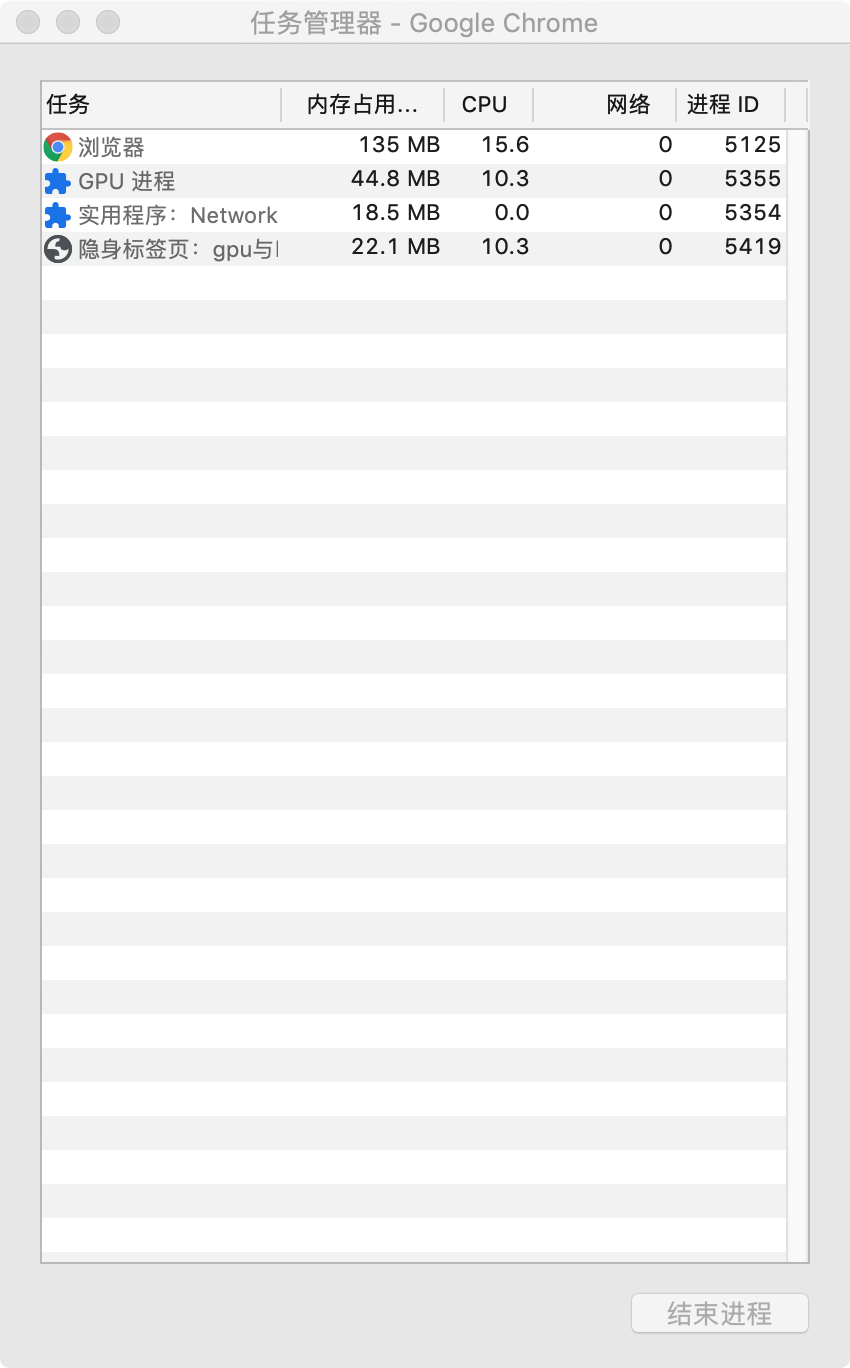 任务管理器 - Google Chrome
任务 内存占用... CPU 网络 进程 ID
浏览器 135 MB 15.6 0 5125
GPU 进程 44.8 MB 10.3 0 5355
实用程序：Network 18.5 MB 0.0 0 5354
隐身标签页：gpu与 22.1 MB 10.3 0 5419
结束进程